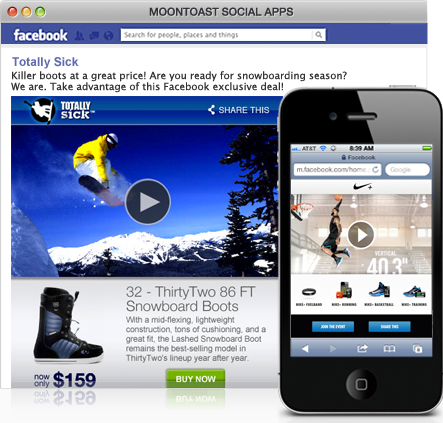 MOONTOAST SOCIAL APPS
facebook
Search for people, places and things
Totally Sick
Killer boots at a great price! Are you ready for snowboarding season?
We are. Take advantage of this Facebook exclusive deal!
TOTALLY
SICK™
SHARE THIS
32 - ThirtyTwo 86 FT
Snowboard Boots
With a mid-flexing, lightweight
construction, tons of cushioning, and a
great fit, the Lashed Snowboard Boot
remains the best-selling model in
ThirtyTwo's lineup year after year.
now
only $159
BUY NOW
AT&T 8:39 AM
Facebook
m.facebook.com/home
Google
VERTICAL
40.3"
NIKE+ FUELBAND
NIKE+ RUNNING
NIKE+ BASKETBALL
NIKE+ TRAINING
JOIN THE EVENT
SHARE THIS